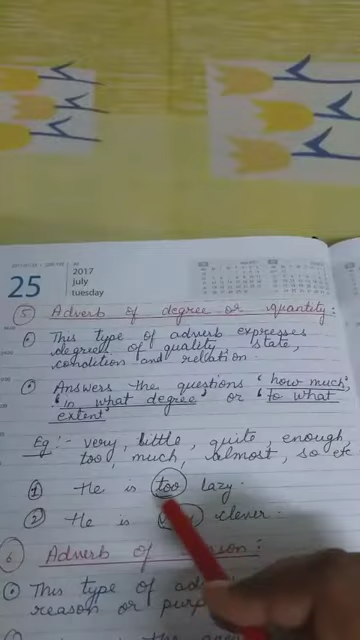 25
2017
July
tuesday
5 Adverb of degree or quantity:
This type of adverb expresses
degrees of quality, state,
condition and relation.
Answers the questions 'how much',
'in what degree' or 'to what
extent'
Eg:- very, little, quite, enough,
too, much, almost, so etc
1 He is too lazy.
2 He is clever.
6 Adverb of
This type of
reason or